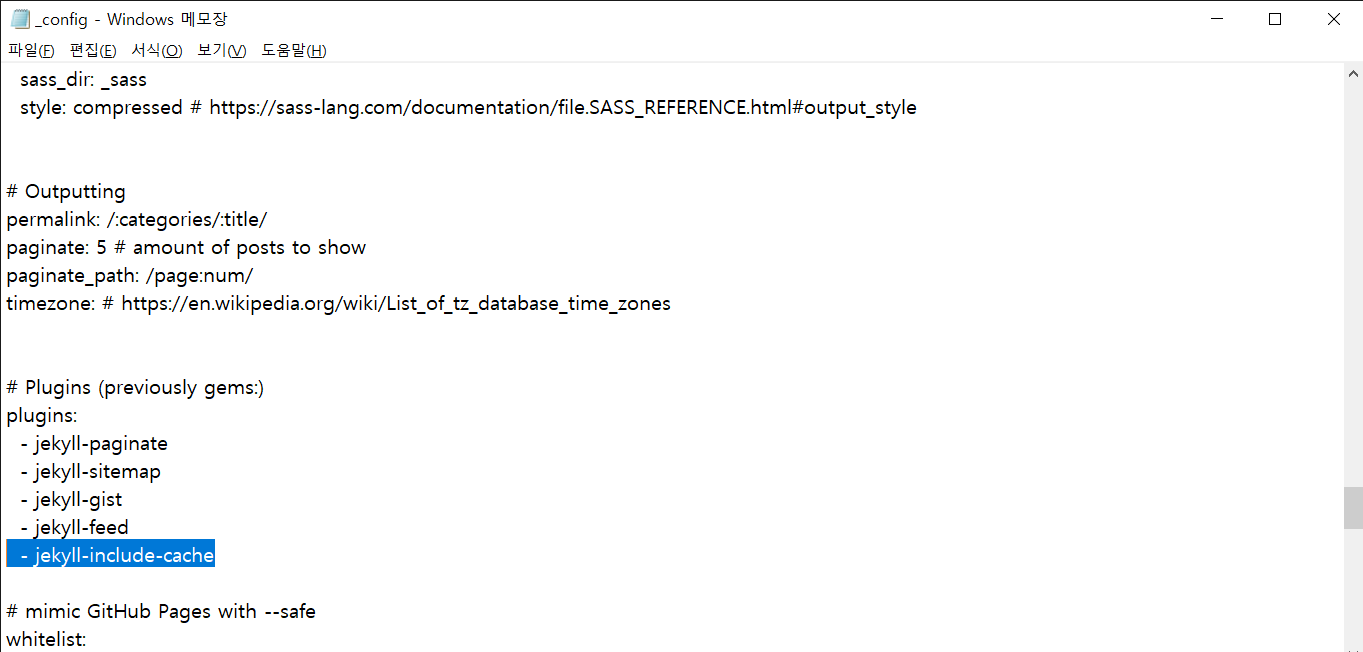 _config - Windows 메모장
파일(F) 편집(E) 서식(O) 보기(V) 도움말(H)
sass_dir: _sass
style: compressed # https://sass-lang.com/documentation/file.SASS_REFERENCE.html#output_style
# Outputting
permalink: /:categories/:title/
paginate: 5 # amount of posts to show
paginate_path: /page:num/
timezone: # https://en.wikipedia.org/wiki/List_of_tz_database_time_zones
# Plugins (previously gems:)
plugins:
- jekyll-paginate
- jekyll-sitemap
- jekyll-gist
- jekyll-feed
- jekyll-include-cache
# mimic GitHub Pages with --safe
whitelist: